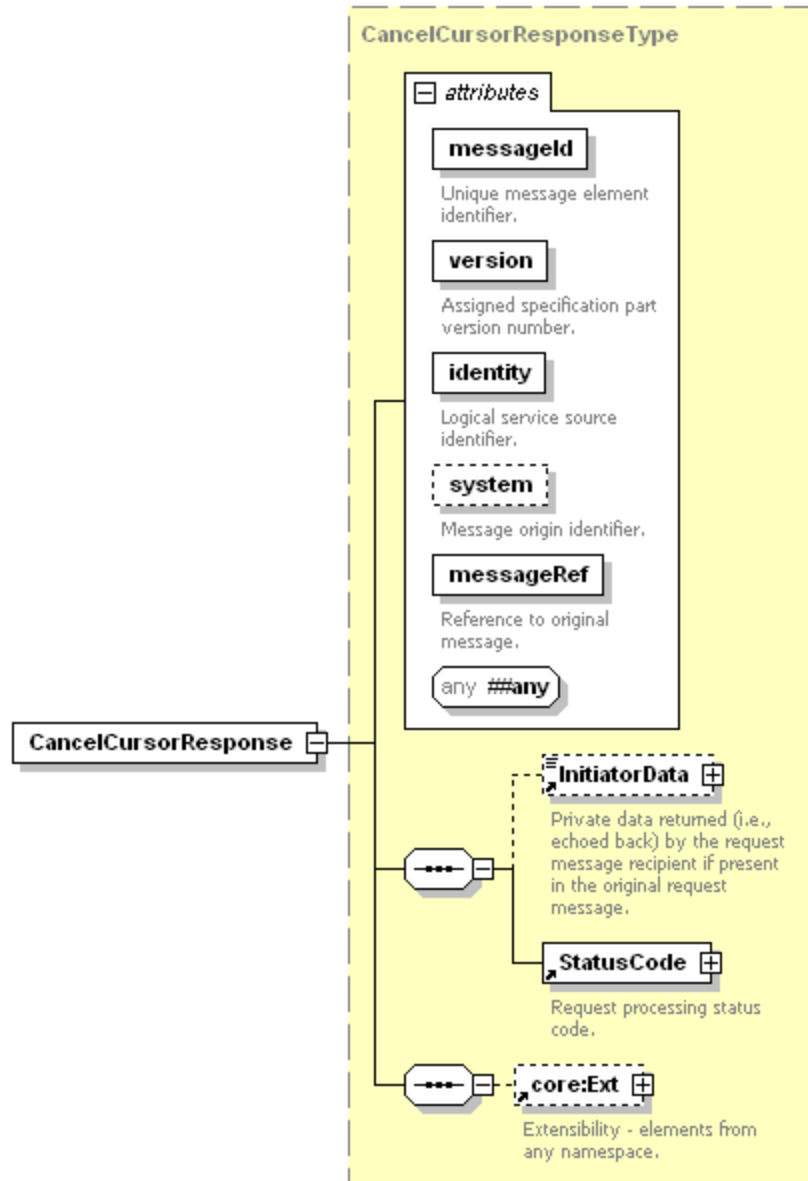 CancelCursorResponseType
attributes
messageId
Unique message element
identifier.
version
Assigned specification part
version number.
identity
Logical service source
identifier.
system
Message origin identifier.
messageRef
Reference to original
message.
any ##any
CancelCursorResponse
InitiatorData
Private data returned (i.e.,
echoed back) by the request
message recipient if present
in the original request
message.
StatusCode
Request processing status
code.
core:Ext
Extensibility - elements from
any namespace.